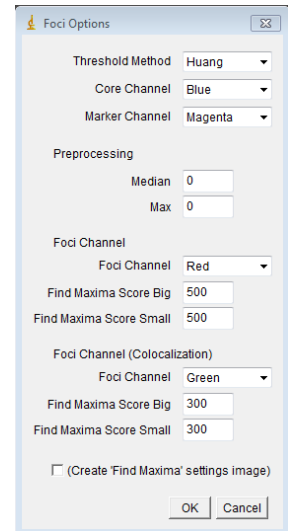 Foci Options
Threshold Method Huang
Core Channel Blue
Marker Channel Magenta
Preprocessing
Median 0
Max 0
Foci Channel
Foci Channel Red
Find Maxima Score Big 500
Find Maxima Score Small 500
Foci Channel (Colocalization)
Foci Channel Green
Find Maxima Score Big 300
Find Maxima Score Small 300
(Create 'Find Maxima' settings image)
OK Cancel